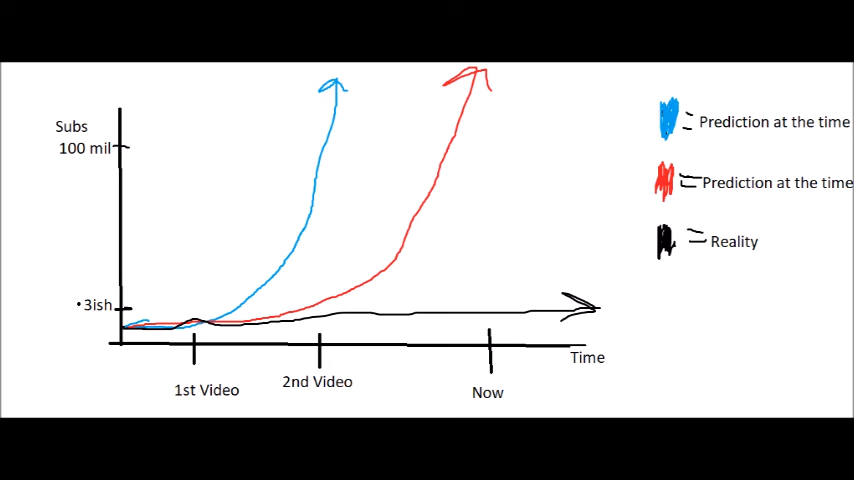 Subs
100 mil
•3ish
1st Video
2nd Video
Now
Time
= Prediction at the time
= Prediction at the time
= Reality